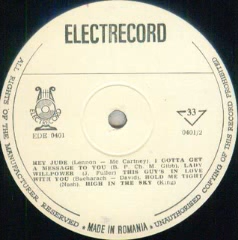 ELECTRECORD
EDE 0401
33
0401/2
HEY JUDE (Lennon - Mc Cartney) I GOTTA GET
A MESSAGE TO YOU (B. P. Ch. M. Gibb), LADY
WILLPOWER (J. Fuller) THIS GUY'S IN LOVE
WITH YOU (Bacharach - David), HOLD ME TIGHT
(Nash), HIGH IN THE SKY (King)
ALL RIGHTS OF THE MANUFACTURER RESERVED • MADE IN ROMANIA • UNAUTHORISED COPYING OF THIS RECORD PROHIBITED